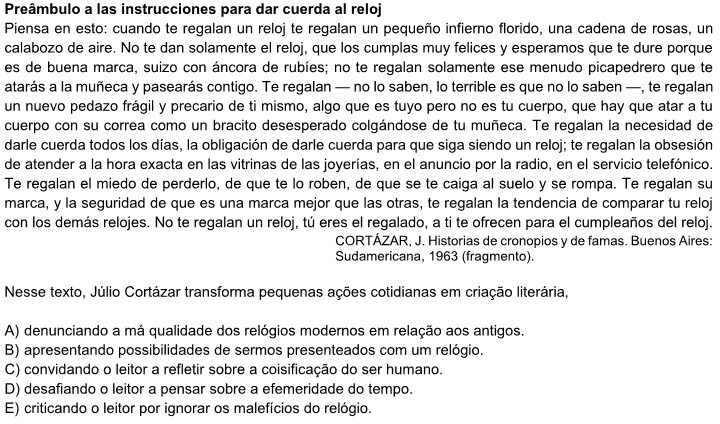 Preâmbulo a las instrucciones para dar cuerda al reloj
Piensa en esto: cuando te regalan un reloj te regalan un pequeño infierno florido, una cadena de rosas, un
calabozo de aire. No te dan solamente el reloj, que los cumplas muy felices y esperamos que te dure porque
es de buena marca, suizo con áncora de rubíes; no te regalan solamente ese menudo picapedrero que te
atarás a la muñeca y pasearás contigo. Te regalan — no lo saben, lo terrible es que no lo saben —, te regalan
un nuevo pedazo frágil y precario de ti mismo, algo que es tuyo pero no es tu cuerpo, que hay que atar a tu
cuerpo con su correa como un bracito desesperado colgándose de tu muñeca. Te regalan la necesidad de
darle cuerda todos los días, la obligación de darle cuerda para que siga siendo un reloj; te regalan la obsesión
de atender a la hora exacta en las vitrinas de las joyerías, en el anuncio por la radio, en el servicio telefónico.
Te regalan el miedo de perderlo, de que te lo roben, de que se te caiga al suelo y se rompa. Te regalan su
marca, y la seguridad de que es una marca mejor que las otras, te regalan la tendencia de comparar tu reloj
con los demás relojes. No te regalan un reloj, tú eres el regalado, a ti te ofrecen para el cumpleaños del reloj.
CORTÁZAR, J. Historias de cronopios y de famas. Buenos Aires:
Sudamericana, 1963 (fragmento).
Nesse texto, Júlio Cortázar transforma pequenas ações cotidianas em criação literária,
A) denunciando a má qualidade dos relógios modernos em relação aos antigos.
B) apresentando possibilidades de sermos presenteados com um relógio.
C) convidando o leitor a refletir sobre a coisificação do ser humano.
D) desafiando o leitor a pensar sobre a efemeridade do tempo.
E) criticando o leitor por ignorar os malefícios do relógio.